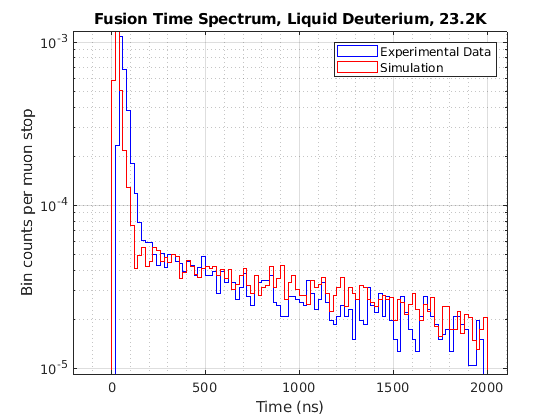 Fusion Time Spectrum, Liquid Deuterium, 23.2K
Experimental Data
Simulation
10^-3
10^-4
10^-5
Bin counts per muon stop
0 500 1000 1500 2000
Time (ns)